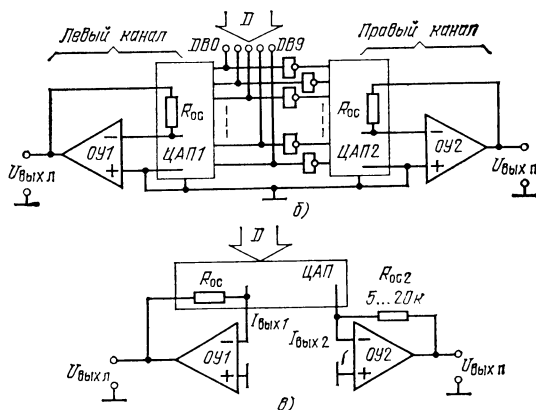 D
Левый канал
DB0
DB9
Правый канал
Rос
Rос
ОУ1
ЦАП1
ЦАП2
ОУ2
Uвых л
Uвых п
б)
D
ЦАП
Rос
Rос2
5...20 к
Iвых 1
Iвых 2
ОУ1
ОУ2
Uвых л
Uвых п
в)